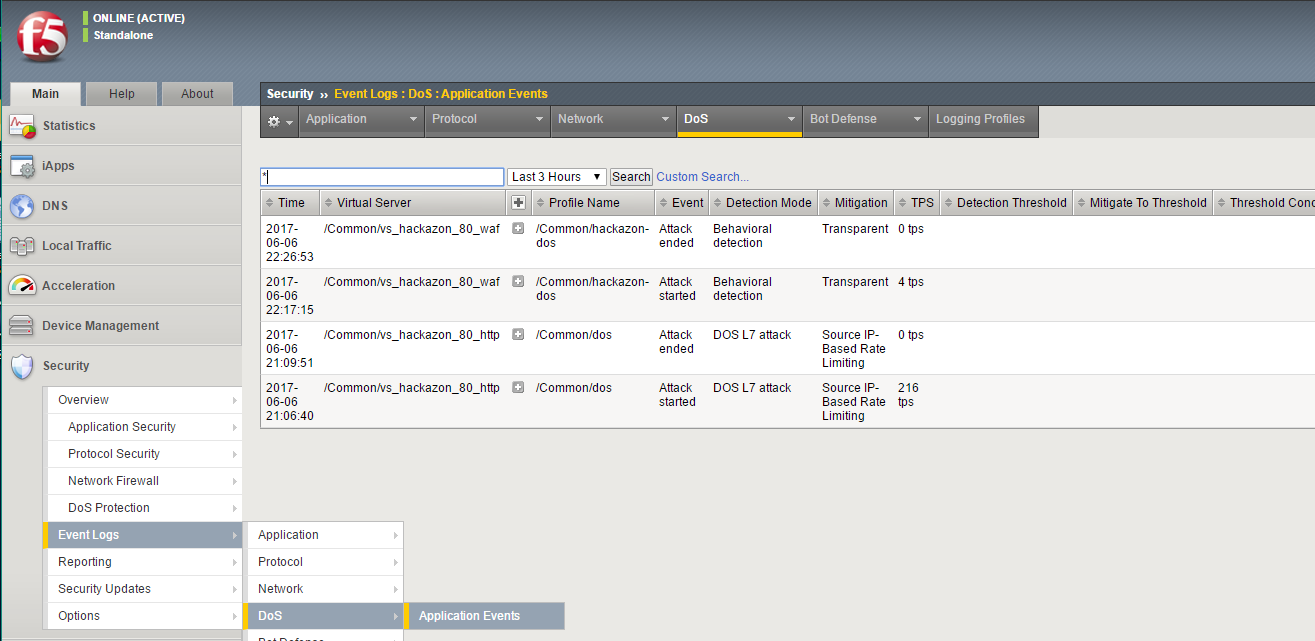 f5
ONLINE (ACTIVE)
Standalone
Main Help About
Security ›› Event Logs : DoS : Application Events
Application Protocol Network DoS Bot Defense Logging Profiles
Statistics
iApps
DNS
Local Traffic
Acceleration
Device Management
Security
Overview
Application Security
Protocol Security
Network Firewall
DoS Protection
Event Logs
Reporting
Security Updates
Options
Application
Protocol
Network
DoS
Bot Defense
Application Events
* Last 3 Hours Search Custom Search...
Time Virtual Server Profile Name Event Detection Mode Mitigation TPS Detection Threshold Mitigate To Threshold Threshold Conc
2017- /Common/vs_hackazon_80_waf /Common/hackazon- Attack Behavioral Transparent 0 tps
06-06 dos ended detection
22:26:53
2017- /Common/vs_hackazon_80_waf /Common/hackazon- Attack Behavioral Transparent 4 tps
06-06 dos started detection
22:17:15
2017- /Common/vs_hackazon_80_http /Common/dos Attack DOS L7 attack Source IP- 0 tps
06-06 ended Based Rate
21:09:51 Limiting
2017- /Common/vs_hackazon_80_http /Common/dos Attack DOS L7 attack Source IP- 216
06-06 started Based Rate tps
21:06:40 Limiting